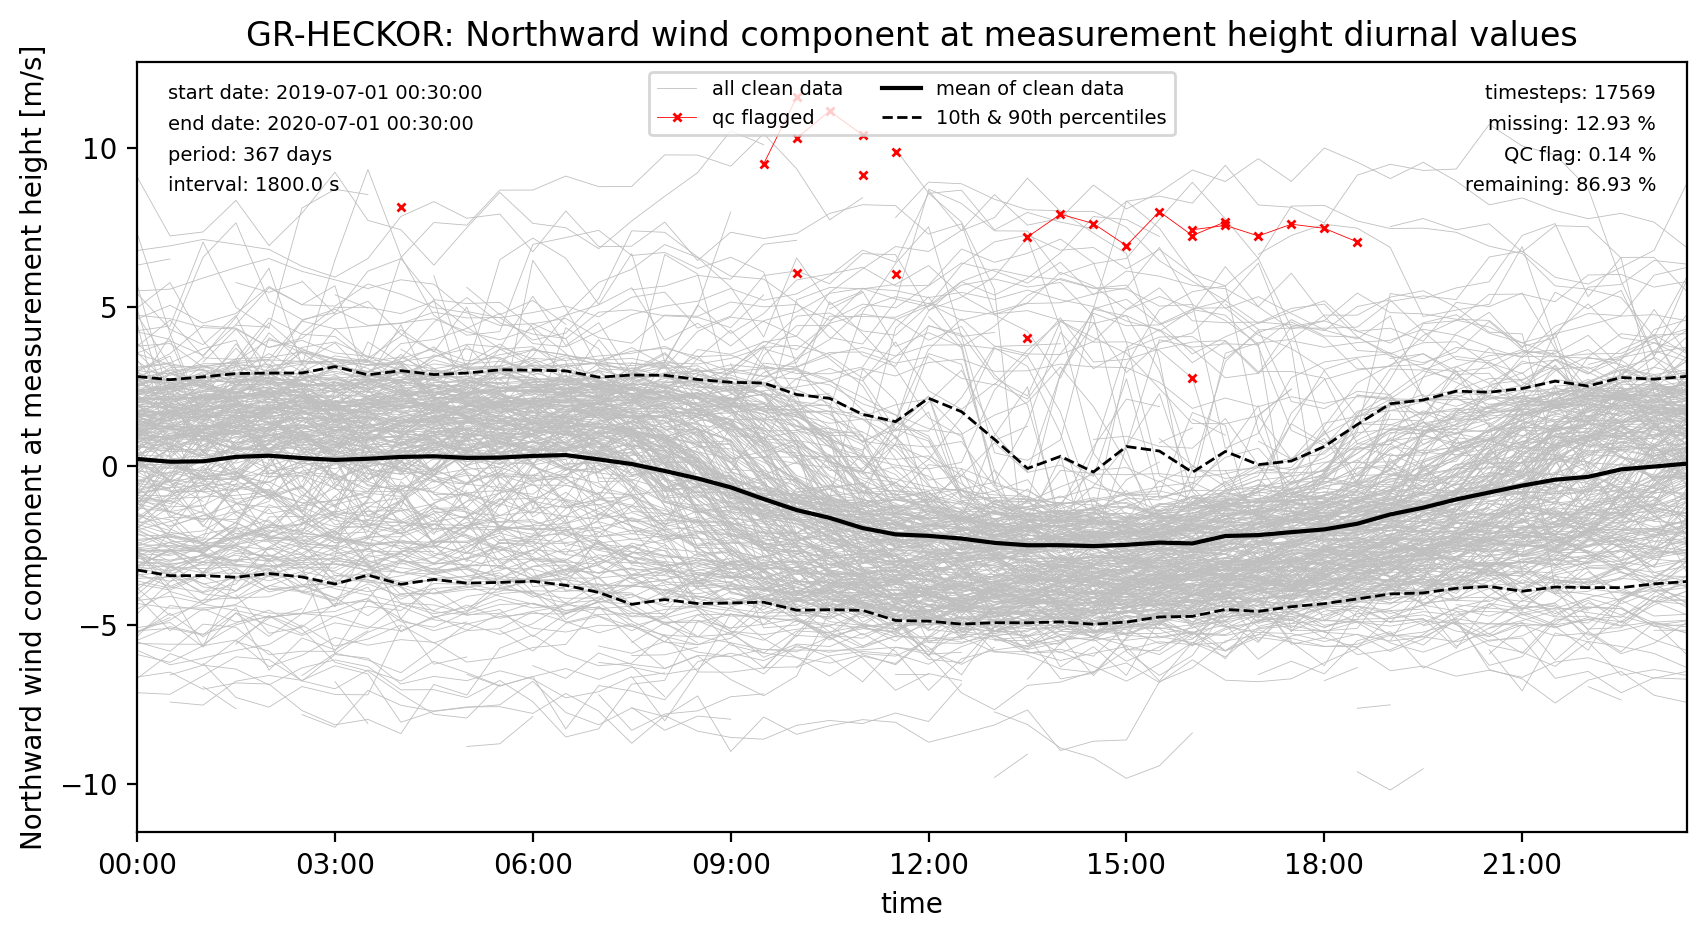 GR-HECKOR: Northward wind component at measurement height diurnal values
Northward wind component at measurement height [m/s]
start date: 2019-07-01 00:30:00
end date: 2020-07-01 00:30:00
period: 367 days
interval: 1800.0 s
all clean data
qc flagged
mean of clean data
10th & 90th percentiles
timesteps: 17569
missing: 12.93 %
QC flag: 0.14 %
remaining: 86.93 %
10
5
0
−5
−10
00:00 03:00 06:00 09:00 12:00 15:00 18:00 21:00
time